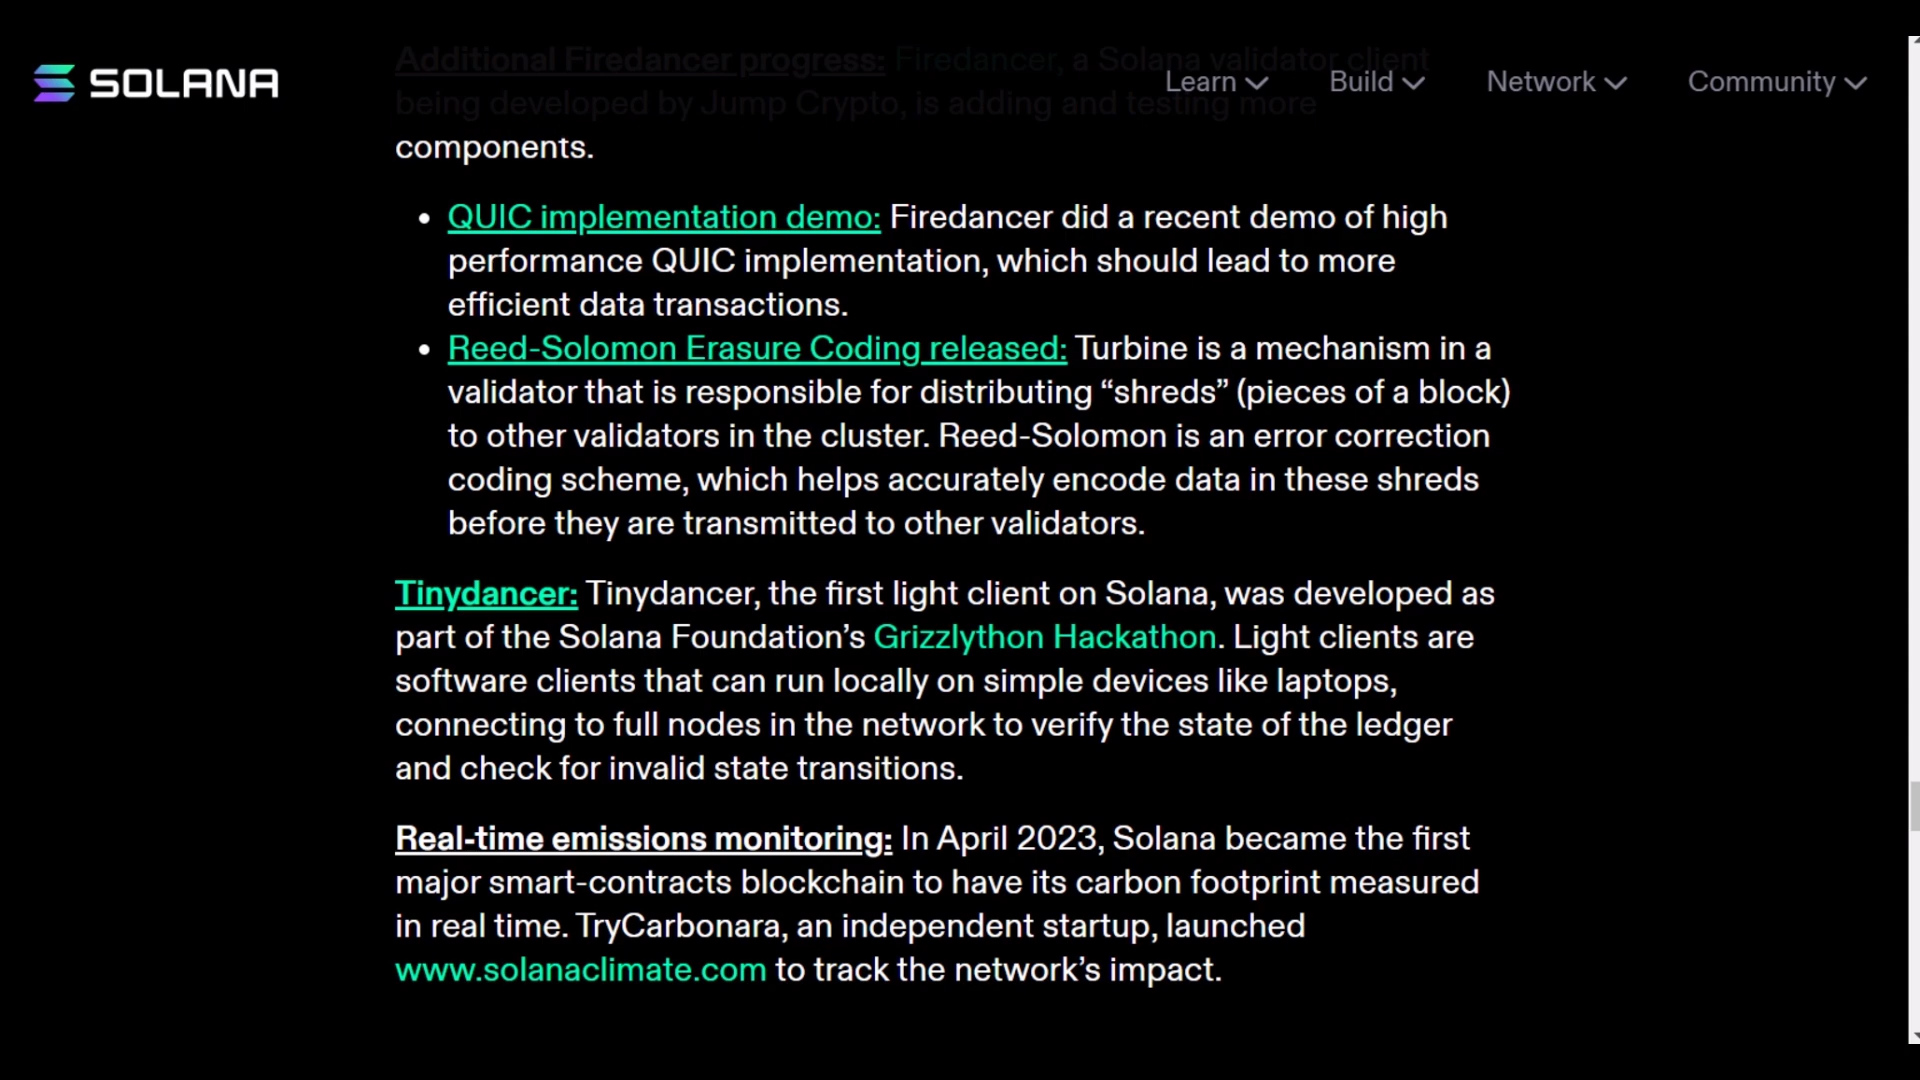 Additional Firedancer progress: Firedancer, a Solana validator client
SOLANA
Learn
Build
Network
Community
being developed by Jump Crypto, is adding and testing more
components.
• QUIC implementation demo: Firedancer did a recent demo of high
performance QUIC implementation, which should lead to more
efficient data transactions.
• Reed-Solomon Erasure Coding released: Turbine is a mechanism in a
validator that is responsible for distributing “shreds” (pieces of a block)
to other validators in the cluster. Reed-Solomon is an error correction
coding scheme, which helps accurately encode data in these shreds
before they are transmitted to other validators.
Tinydancer: Tinydancer, the first light client on Solana, was developed as
part of the Solana Foundation’s Grizzlython Hackathon. Light clients are
software clients that can run locally on simple devices like laptops,
connecting to full nodes in the network to verify the state of the ledger
and check for invalid state transitions.
Real-time emissions monitoring: In April 2023, Solana became the first
major smart-contracts blockchain to have its carbon footprint measured
in real time. TryCarbonara, an independent startup, launched
www.solanaclimate.com to track the network’s impact.